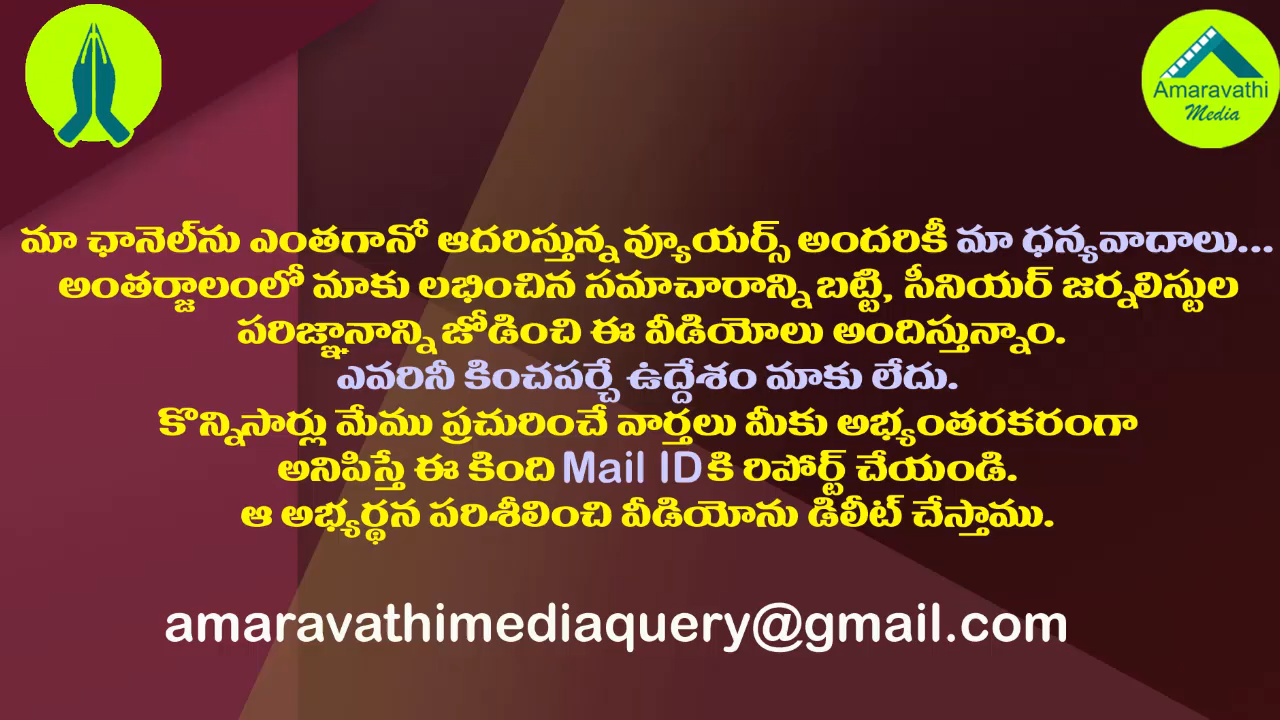 Amaravathi
Media
మా ఛానెల్‌ను ఎంతగానో ఆదరిస్తున్న వ్యూయర్స్ అందరికీ మా ధన్యవాదాలు...
అంతర్జాలంలో మాకు లభించిన సమాచారాన్ని బట్టి, సీనియర్ జర్నలిస్టుల
పరిజ్ఞానాన్ని జోడించి ఈ వీడియోలు అందిస్తున్నాం.
ఎవరినీ కించపర్చే ఉద్దేశం మాకు లేదు.
కొన్నిసార్లు మేము ప్రచురించే వార్తలు మీకు అభ్యంతరకరంగా
అనిపిస్తే ఈ కింది Mail ID కి రిపోర్ట్ చేయండి.
ఆ అభ్యర్థన పరిశీలించి వీడియోను డిలీట్ చేస్తాము.
amaravathimediaquery@gmail.com